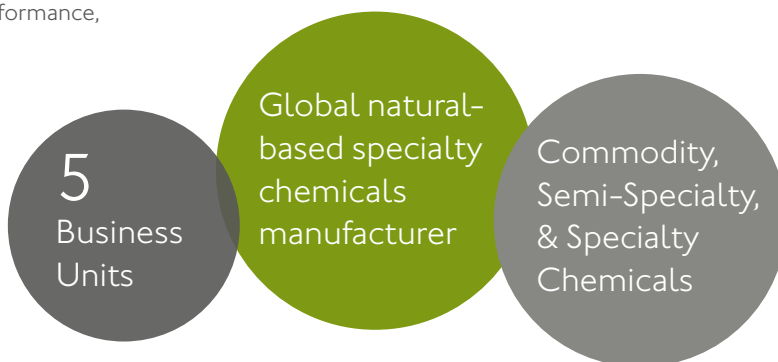 formance,
5
Business
Units
Global natural-
based specialty
chemicals
manufacturer
Commodity,
Semi-Specialty,
& Specialty
Chemicals